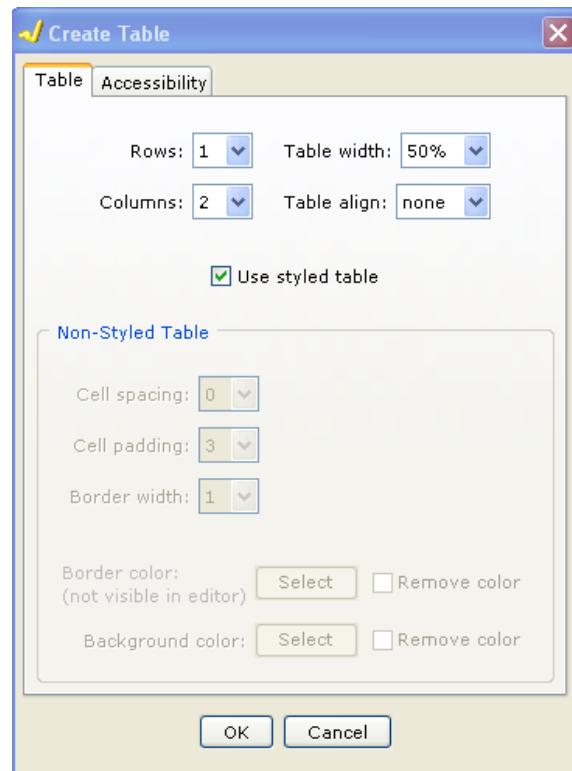 Create Table
Table Accessibility
Rows: 1 Table width: 50%
Columns: 2 Table align: none
Use styled table
Non-Styled Table
Cell spacing: 0
Cell padding: 3
Border width: 1
Border color:
(not visible in editor) Select Remove color
Background color: Select Remove color
OK Cancel